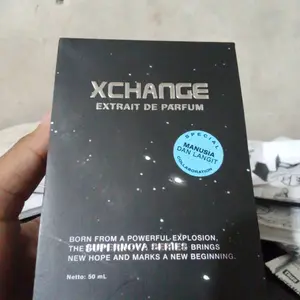 XCHANGE
EXTRAIT DE PARFUM
SPECIAL
MANUSIA
DAN LANGIT
COLLABORATION
BORN FROM A POWERFUL EXPLOSION,
THE SUPERNOVA SERIES BRINGS
NEW HOPE AND MARKS A NEW BEGINNING.
Netto: 50 mL